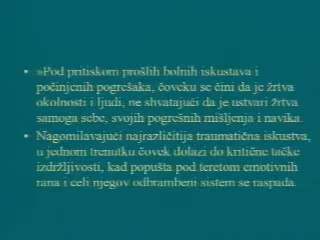 • »Pod pritiskom prošlih bolnih iskustava i
počinjenih pogrešaka, čoveku se čini da je žrtva
okolnosti i ljudi, ne shvatajući da je ustvari žrtva
samoga sebe, svojih pogrešnih mišljenja i navika.
• Nagomilavajući najrazličitija traumatična iskustva,
u jednom trenutku čovek dolazi do kritične tačke
izdržljivosti, kad popušta pod teretom emotivnih
rana i celi njegov odbrambeni sistem se raspada.